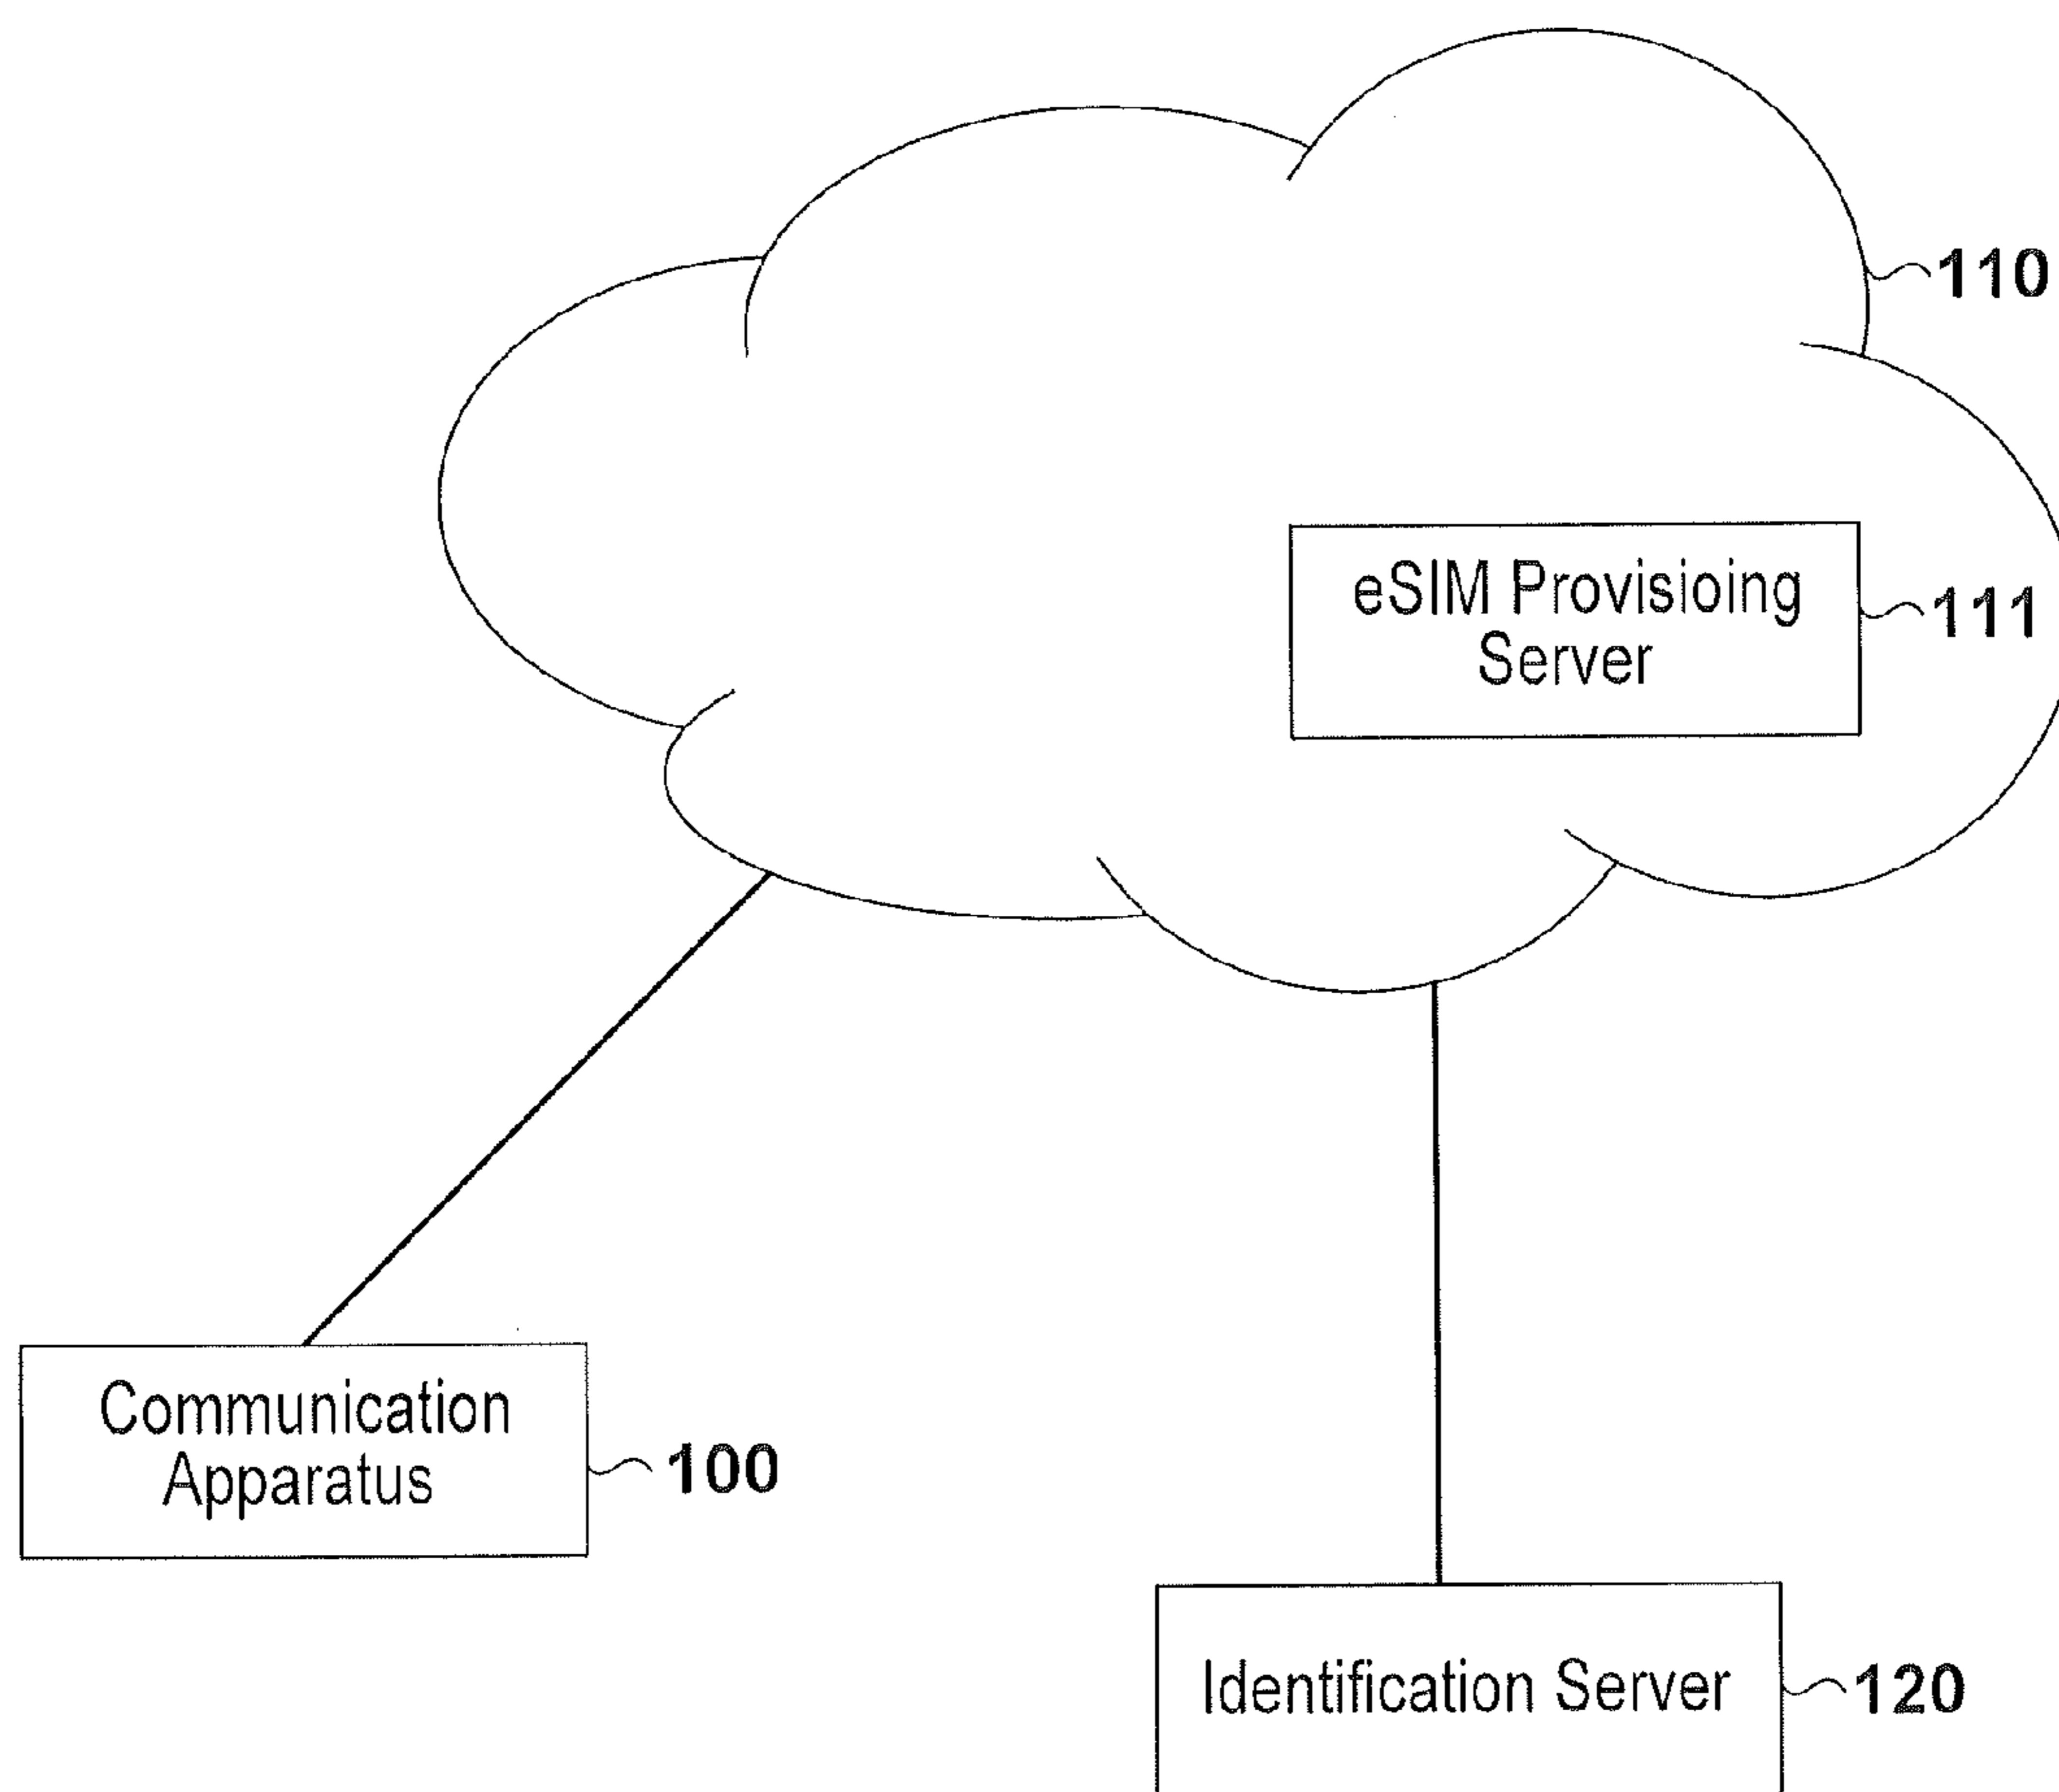 110
eSIM Provisioing
Server
111
Communication
Apparatus
100
Identification Server
120